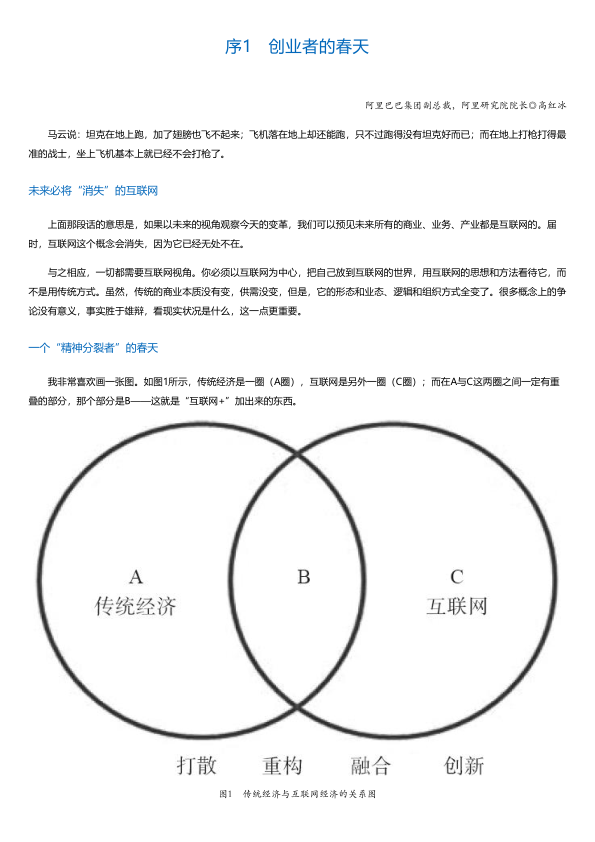 序1　创业者的春天
阿里巴巴集团副总裁，阿里研究院院长◎高红冰
马云说：坦克在地上跑，加了翅膀也飞不起来；飞机落在地上却还能跑，只不过跑得没有坦克好而已；而在地上打枪打得最
准的战士，坐上飞机基本上就已经不会打枪了。
未来必将“消失”的互联网
上面那段话的意思是，如果以未来的视角观察今天的变革，我们可以预见未来所有的商业、业务、产业都是互联网的。届
时，互联网这个概念会消失，因为它已经无处不在。
与之相应，一切都需要互联网视角。你必须以互联网为中心，把自己放到互联网的世界，用互联网的思想和方法看待它，而
不是用传统方式。虽然，传统的商业本质没有变，供需没变，但是，它的形态和业态、逻辑和组织方式全变了。很多概念上的争
论没有意义，事实胜于雄辩，看现实状况是什么，这一点更重要。
一个“精神分裂者”的春天
我非常喜欢画一张图。如图1所示，传统经济是一圈（A圈），互联网是另外一圈（C圈）；而在A与C这两圈之间一定有重
叠的部分，那个部分是B——这就是“互联网+”加出来的东西。
A B C
传统经济 互联网
打散 重构 融合 创新
图1　传统经济与互联网经济的关系图